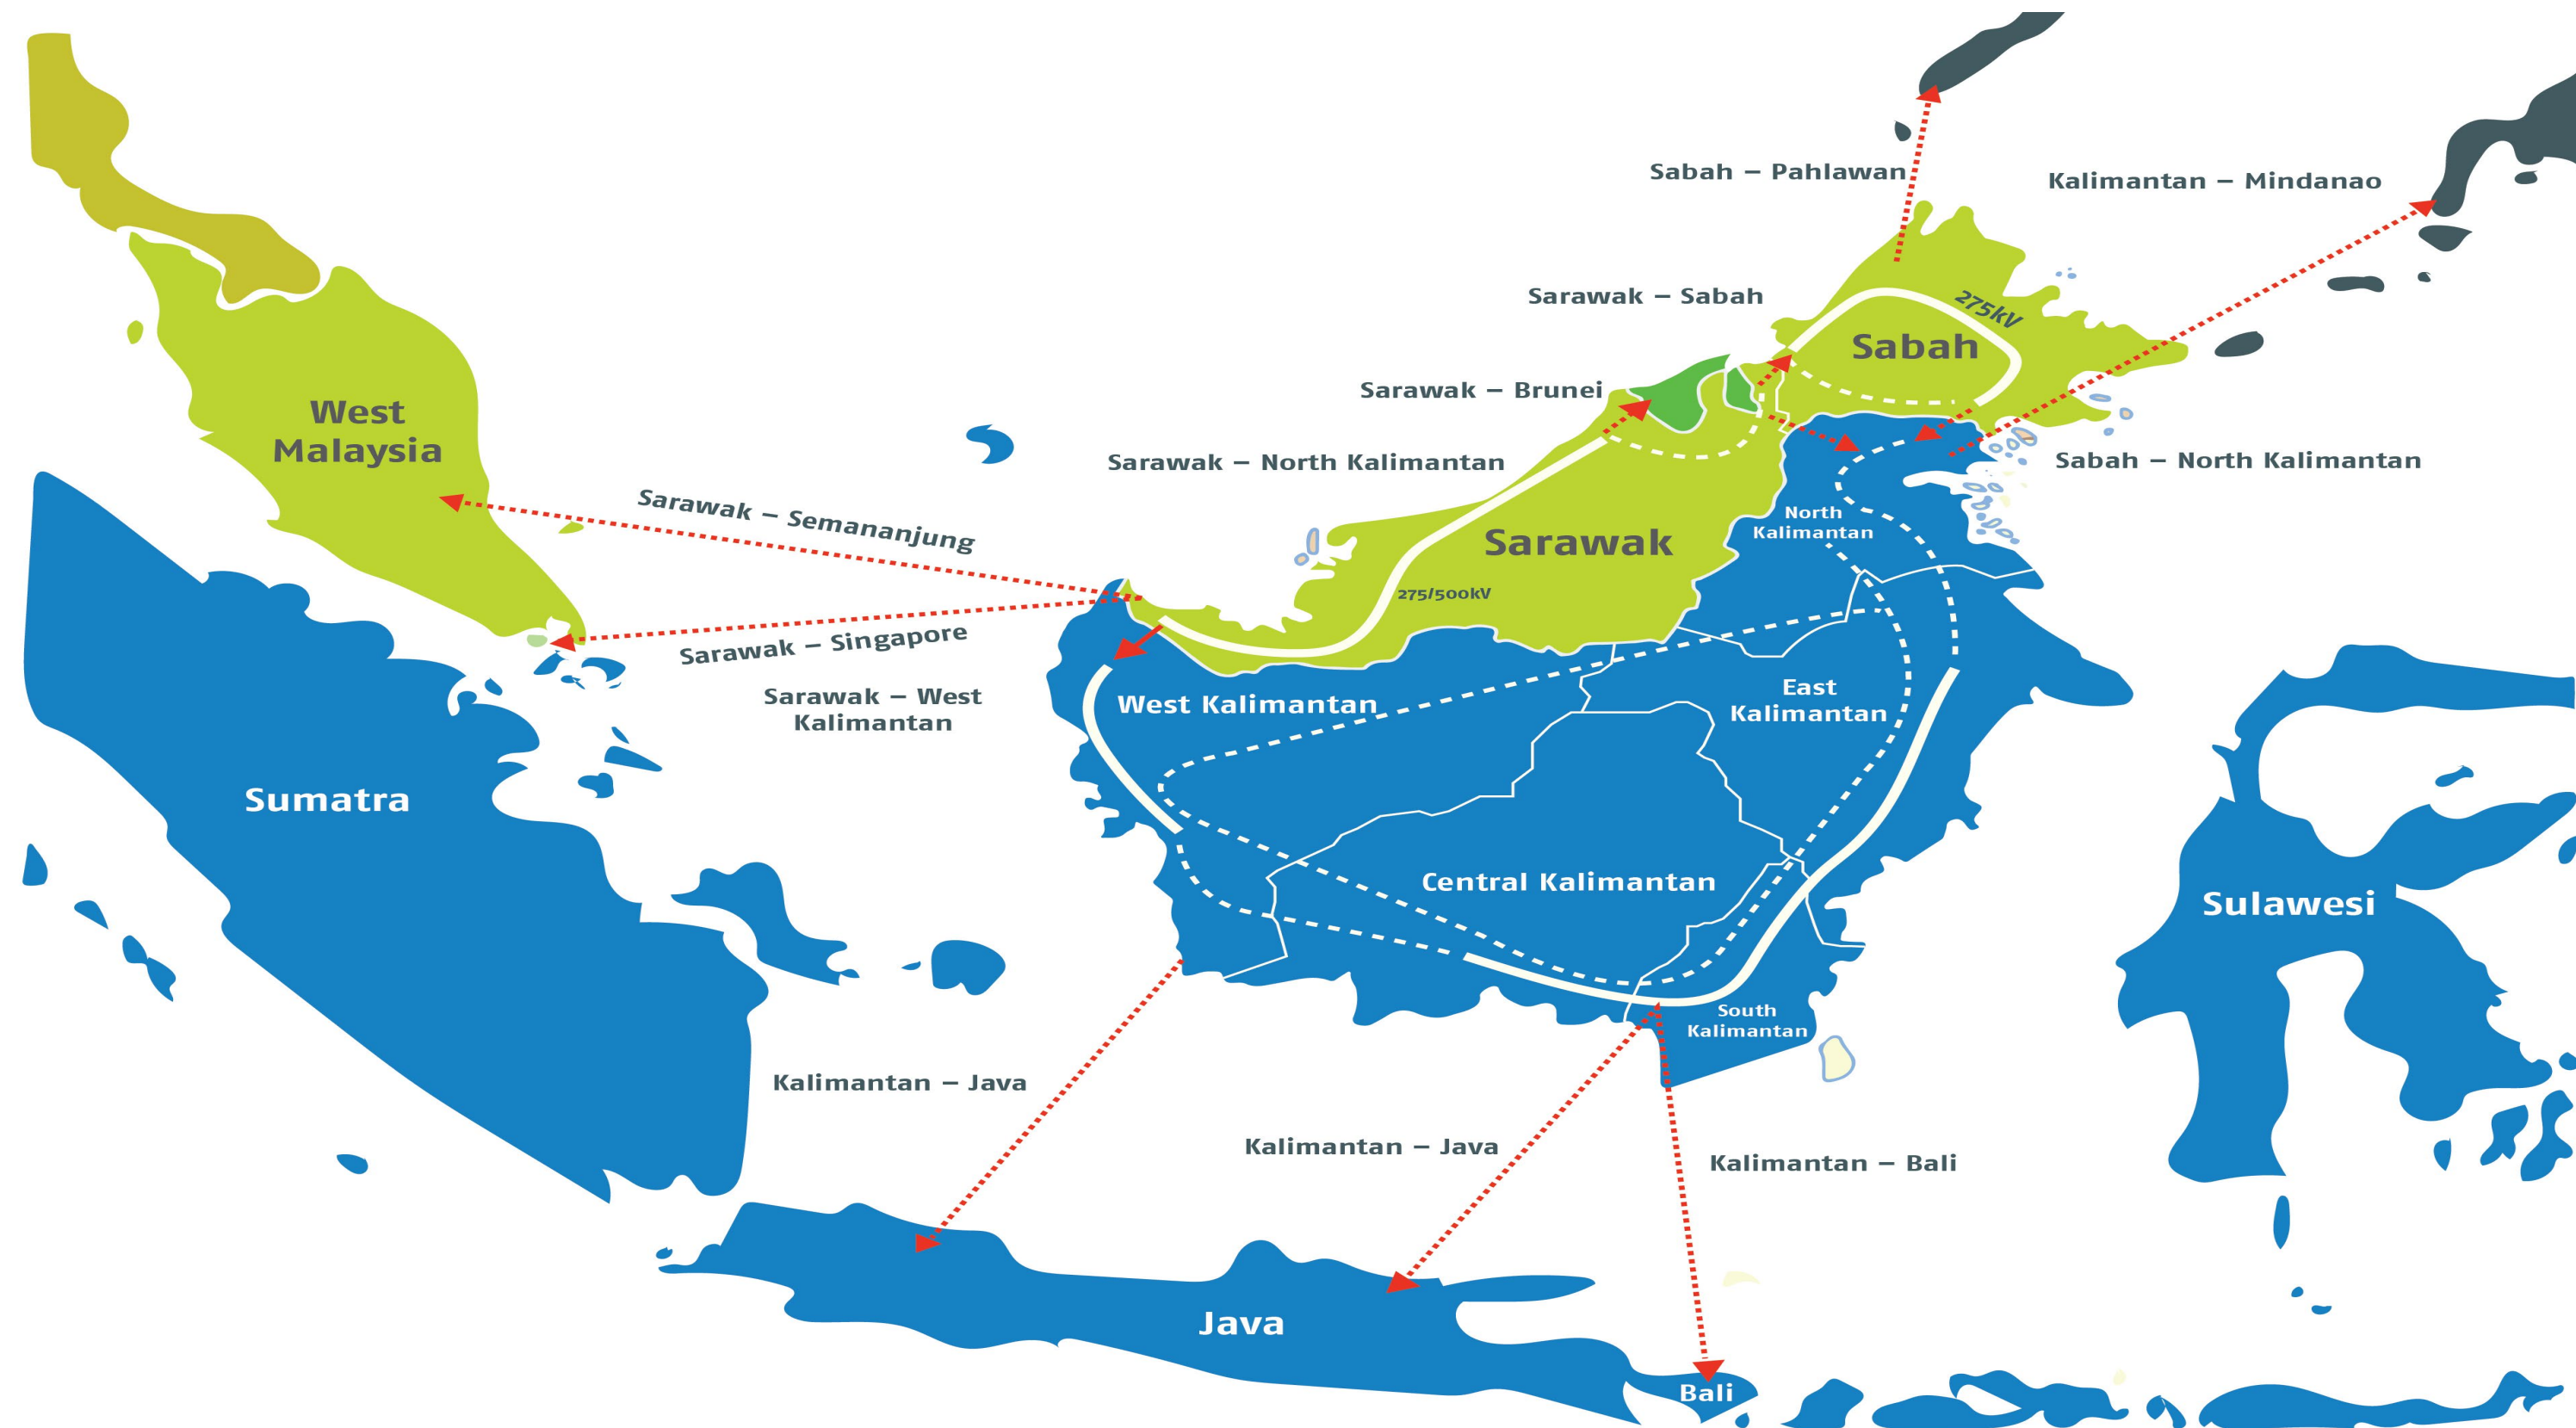 Sabah – Pahlawan
Kalimantan – Mindanao
Sarawak – Sabah
275kV
Sabah
Sarawak – Brunei
West
Malaysia
Sarawak – North Kalimantan
Sabah – North Kalimantan
Sarawak – Semananjung
North
Kalimantan
Sarawak
275/500kV
Sarawak – Singapore
Sarawak – West
Kalimantan
West Kalimantan
East
Kalimantan
Sumatra
Central Kalimantan
Sulawesi
South
Kalimantan
Kalimantan – Java
Kalimantan – Java
Kalimantan – Bali
Java
Bali